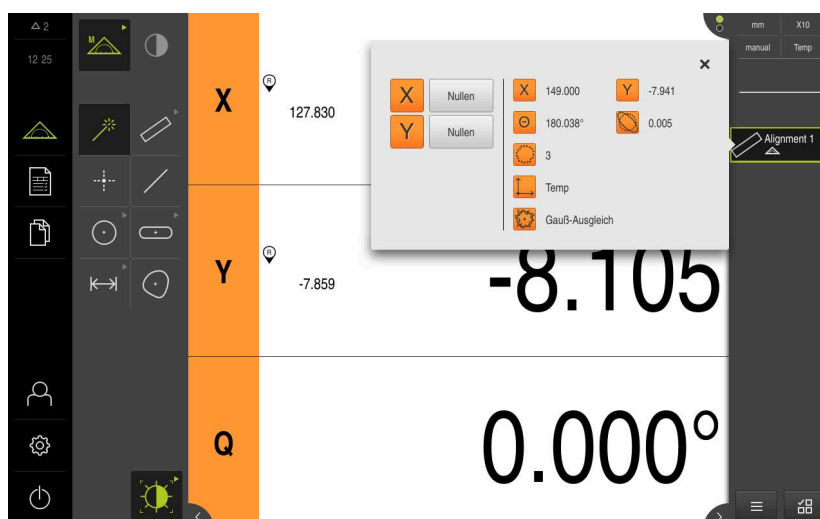 2
12 25
M
X
R
127.830
X
Nullen
Y
Nullen
X
149.000
Y
-7.941
Θ
180.038°
0.005
3
Temp
Gauß-Ausgleich
mm
X10
manual
Temp
Alignment 1
Y
R
-7.859
-8.105
Q
0.000°